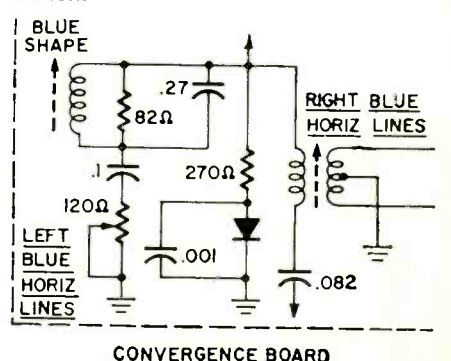 BLUE
SHAPE
.27
82Ω
RIGHT BLUE
HORIZ LINES
.1
270Ω
120Ω
LEFT
BLUE
HORIZ
LINES
.001
.082
CONVERGENCE BOARD